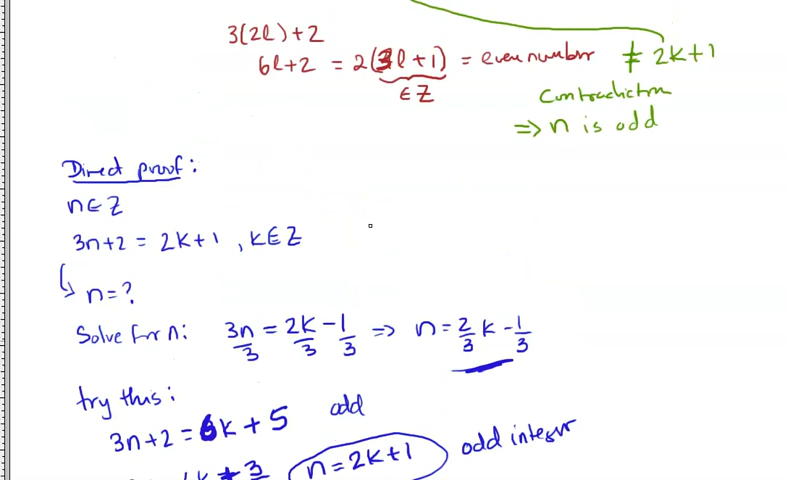 3(2l)+2
6l+2 = 2(3l+1) = even number ≠ 2k+1
∈Z
Contradiction
=> n is odd
Direct proof:
n∈Z
3n+2 = 2k+1 , k∈Z
↳ n=?
Solve for n: 3n/3 = 2k/3 - 1/3 => n = 2/3 k - 1/3
try this:
3n+2 = 6k+5 odd
n=2k+1 odd integer